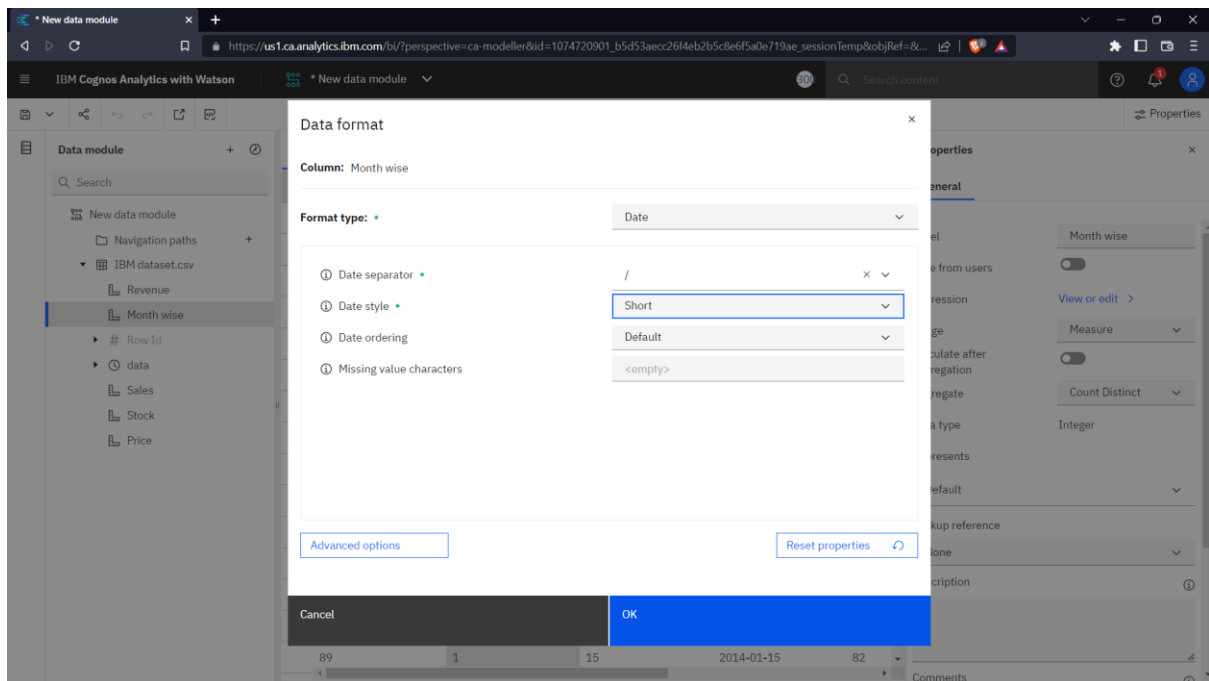 * New data module × +
https://us1.ca.analytics.ibm.com/bi/?perspective=ca-modeller&id=1074720901_b5d53aecc26f4eb2b5c8e6f5a0e719ae_sessionTemp&objRef=&...
IBM Cognos Analytics with Watson
* New data module
Search content
1
Properties
Data module
Search
New data module
Navigation paths
IBM dataset.csv
Revenue
Month wise
# Row Id
data
Sales
Stock
Price
Data format
Column: Month wise
Format type: Date
Date separator /
Date style Short
Date ordering Default
Missing value characters <empty>
Advanced options
Reset properties
Cancel
OK
89 1 15 2014-01-15 82
operties
eneral
el Month wise
e from users
ression View or edit
ge Measure
culate after
regation
regate Count Distinct
a type Integer
resents
efault
kup reference
lone
cription
Comments